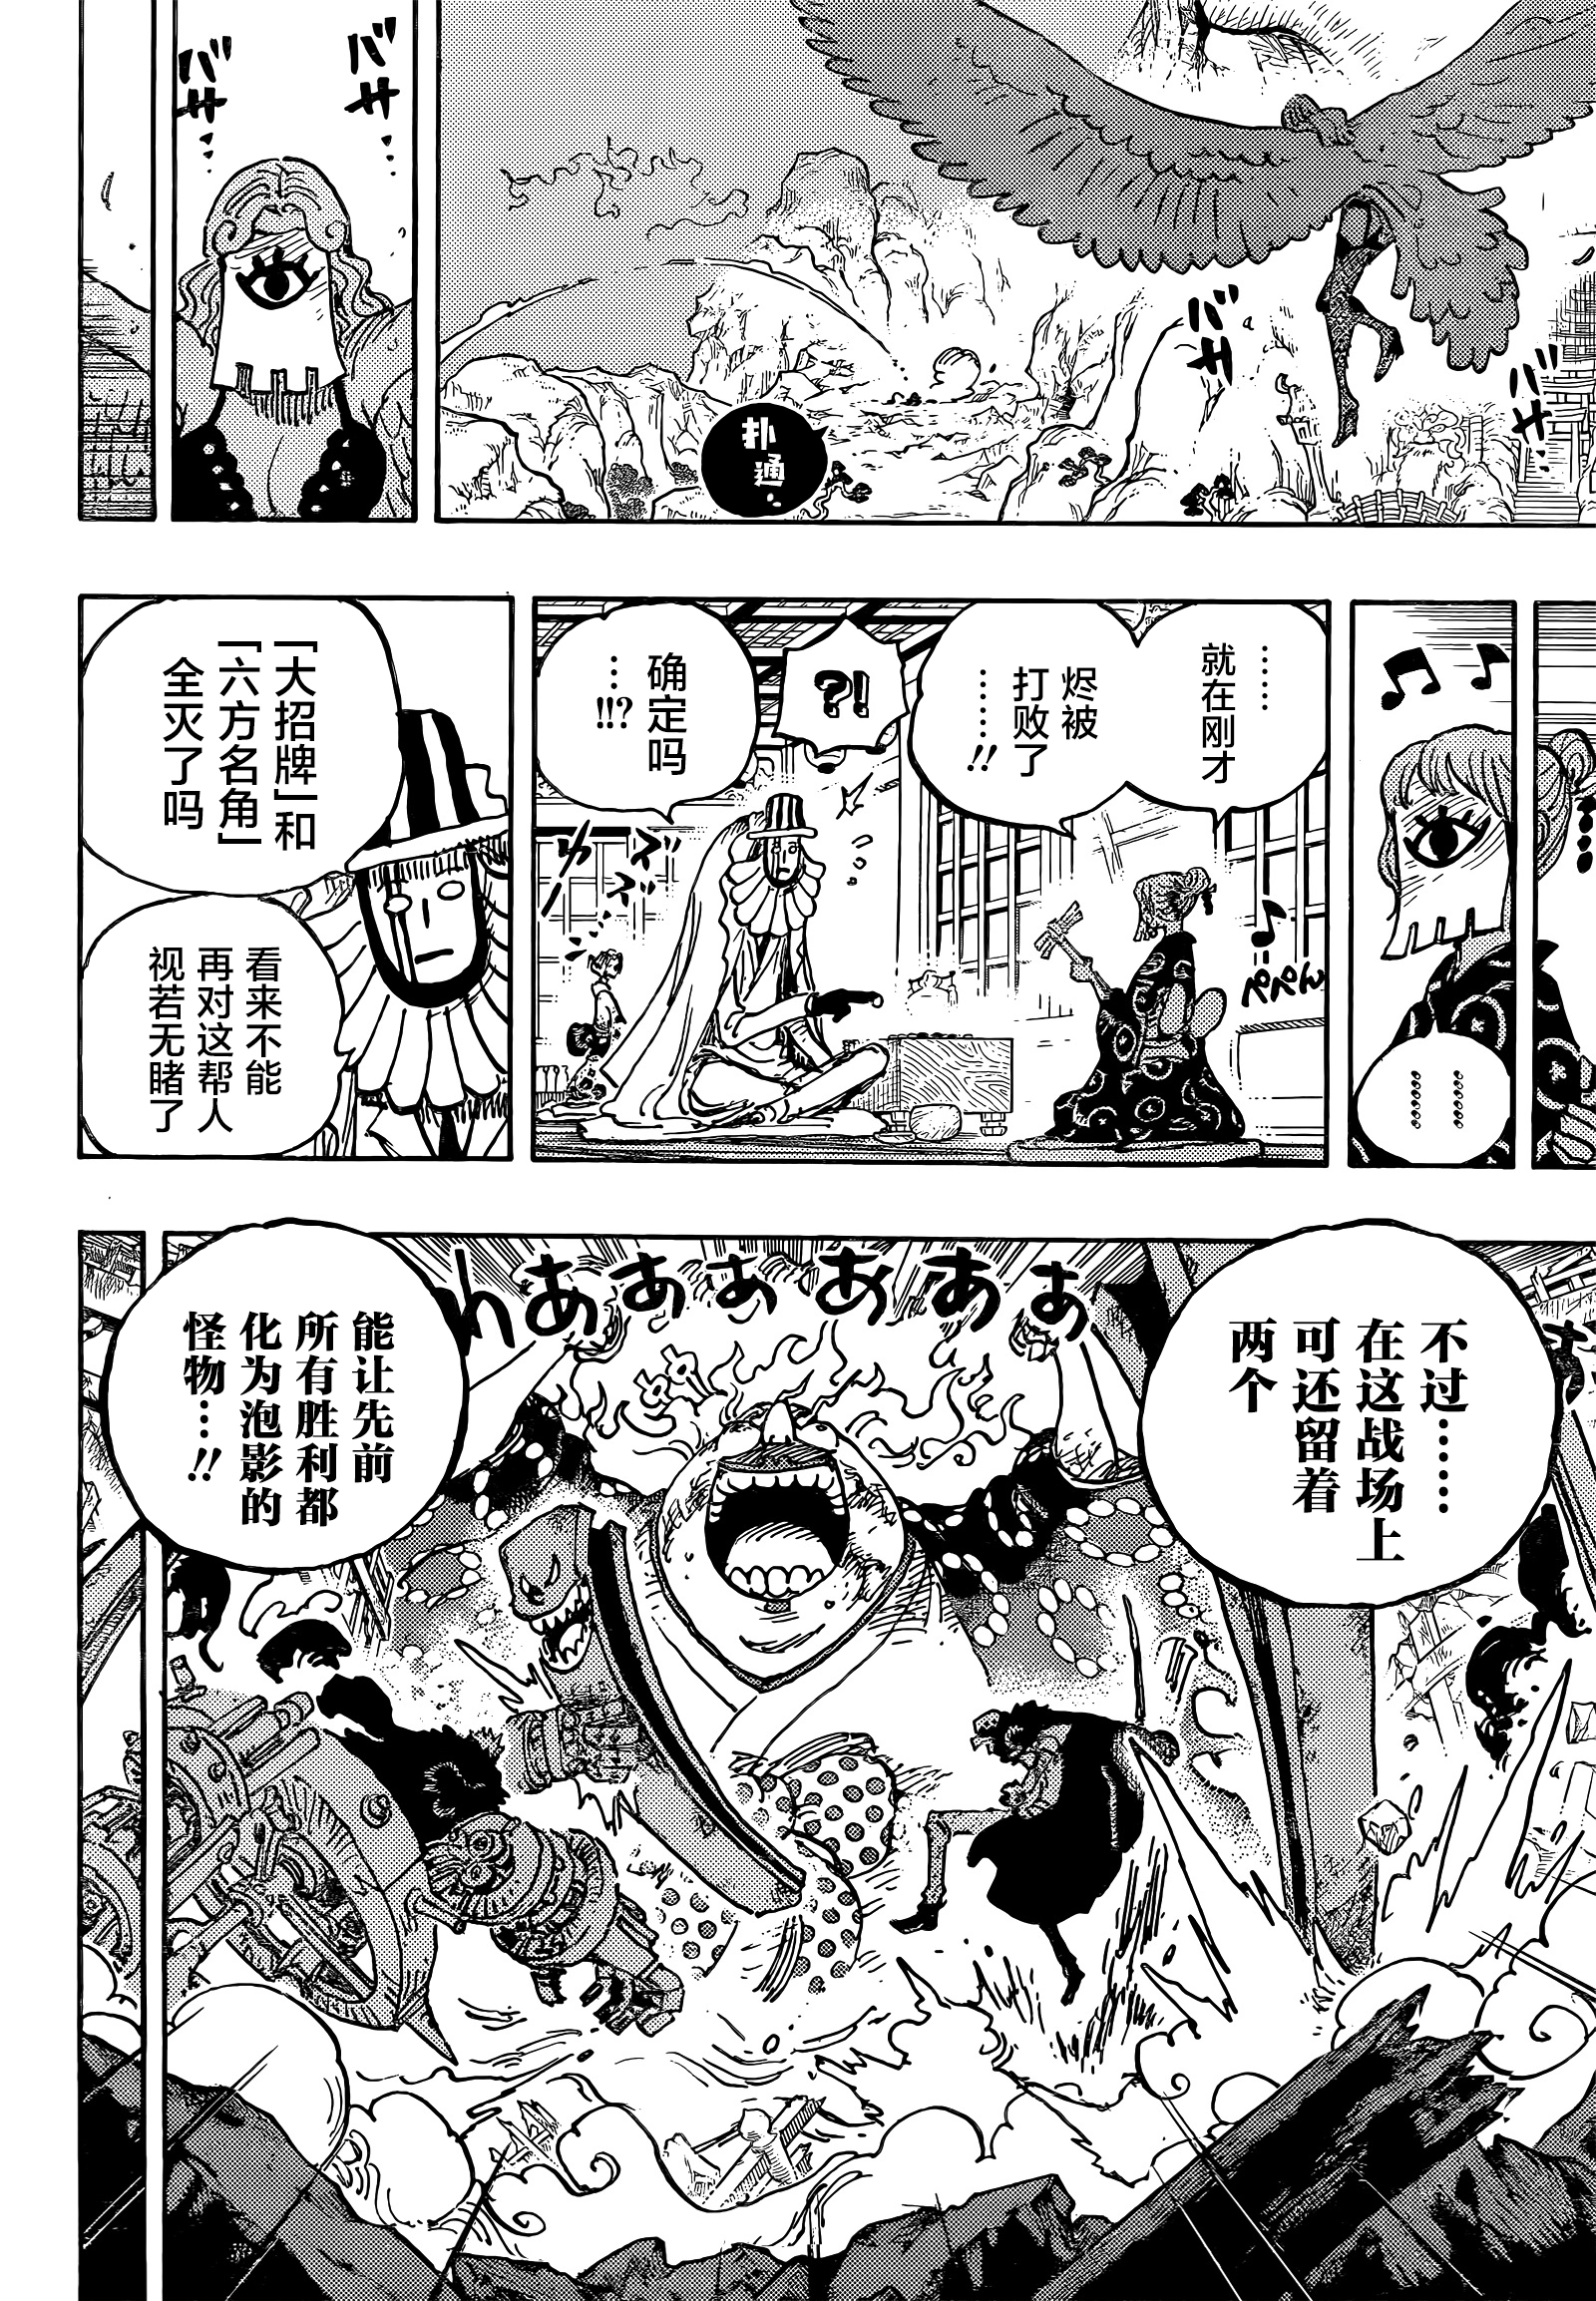 バサ
バサ
扑通
バサ
バサ
……
……
……
就在刚才
烬被
打败了
……!!
ぺぺん
?!
确定吗
…!!?
「大招牌」和
「六方名角」
全灭了吗
看来不能
再对这帮人
视若无睹了
不过……
在这战场上
可还留着
两个
わああああああ
能让先前
所有胜利都
化为泡影的
怪物…!!